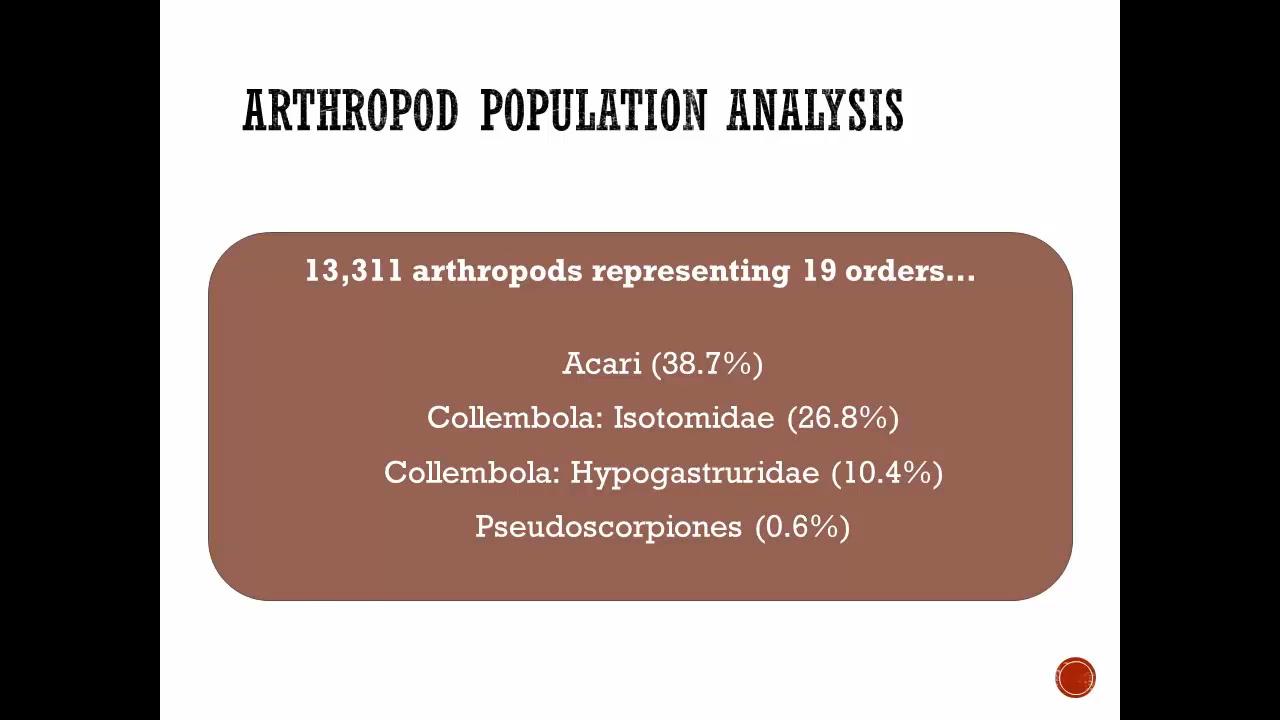 ARTHROPOD POPULATION ANALYSIS
13,311 arthropods representing 19 orders...
Acari (38.7%)
Collembola: Isotomidae (26.8%)
Collembola: Hypogastruridae (10.4%)
Pseudoscorpiones (0.6%)